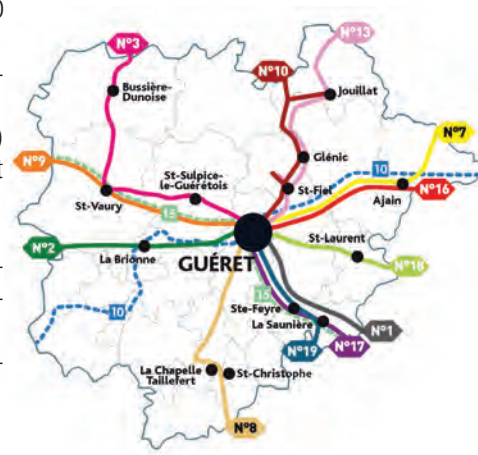 N°3
N°13
N°10
Bussière-
Dunoise
Jouillat
N°7
Glénic
N°9
10
St-Sulpice-
le-Guérétois
St-Fiel
N°16
St-Vaury
Ajain
15
St-Laurent
N°2
La Brionne
GUÉRET
N°18
15
Ste-Feyre
10
La Saunière
N°1
N°17
N°19
La Chapelle
Taillefert
St-Christophe
N°8